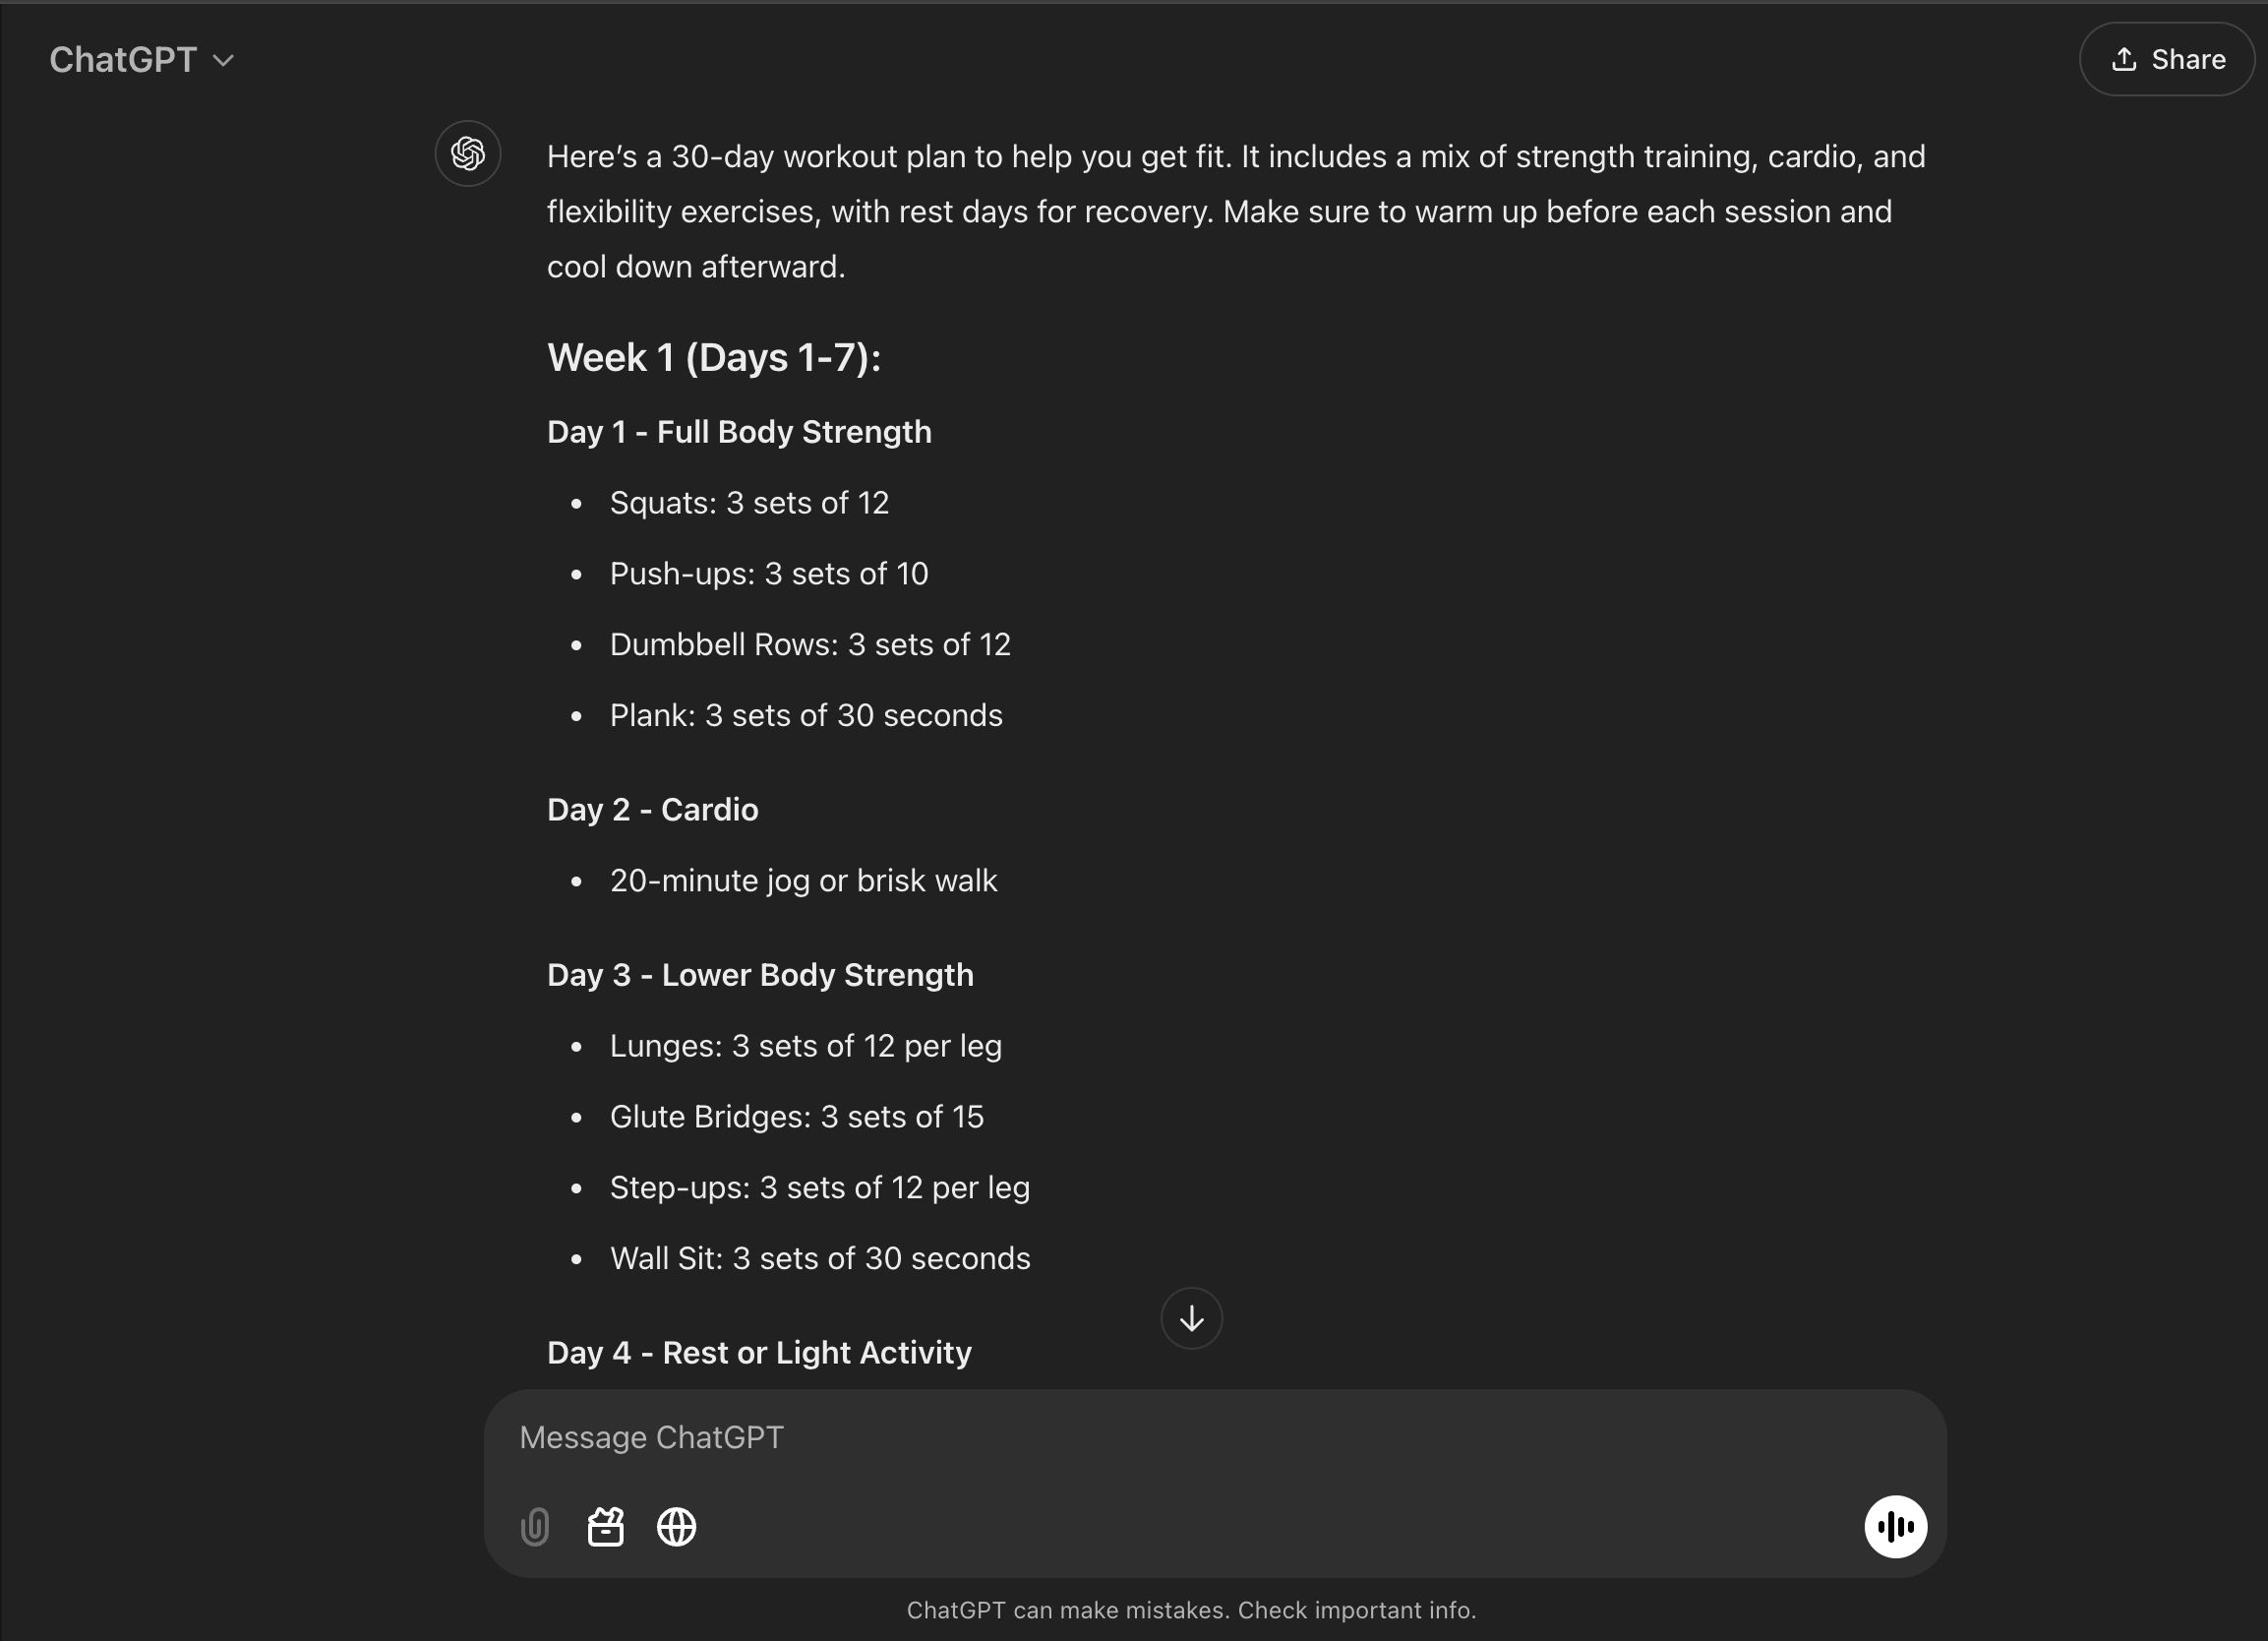 ChatGPT
Share
Here’s a 30-day workout plan to help you get fit. It includes a mix of strength training, cardio, and
flexibility exercises, with rest days for recovery. Make sure to warm up before each session and
cool down afterward.
Week 1 (Days 1-7):
Day 1 - Full Body Strength
• Squats: 3 sets of 12
• Push-ups: 3 sets of 10
• Dumbbell Rows: 3 sets of 12
• Plank: 3 sets of 30 seconds
Day 2 - Cardio
• 20-minute jog or brisk walk
Day 3 - Lower Body Strength
• Lunges: 3 sets of 12 per leg
• Glute Bridges: 3 sets of 15
• Step-ups: 3 sets of 12 per leg
• Wall Sit: 3 sets of 30 seconds
Day 4 - Rest or Light Activity
Message ChatGPT
ChatGPT can make mistakes. Check important info.